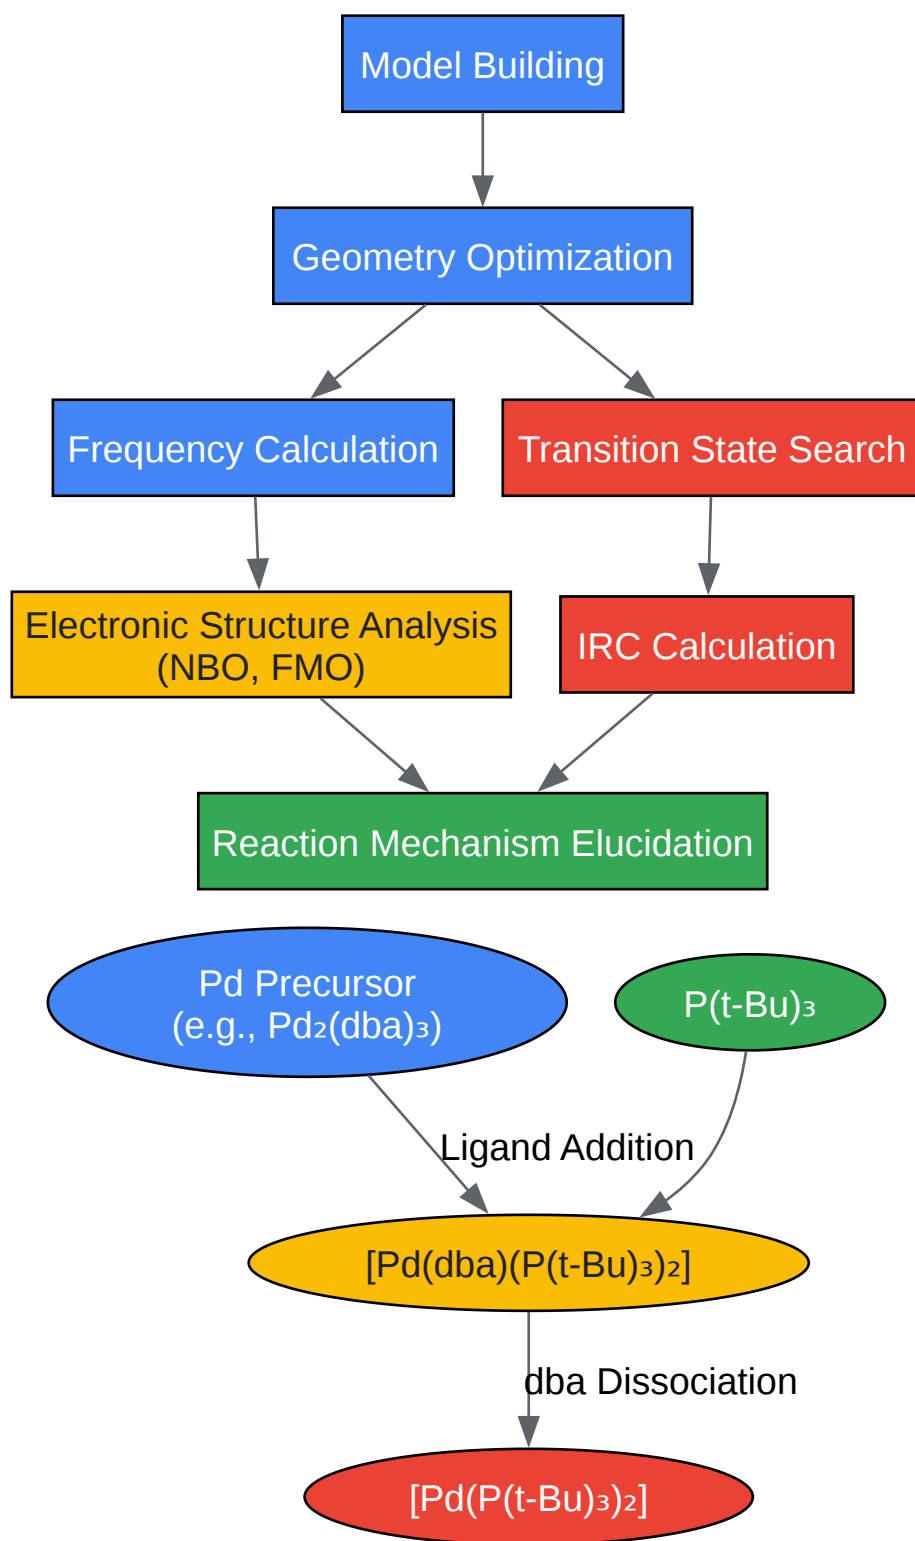 Model Building
Geometry Optimization
Frequency Calculation
Transition State Search
Electronic Structure Analysis
(NBO, FMO)
IRC Calculation
Reaction Mechanism Elucidation
Pd Precursor
(e.g., Pd₂(dba)₃)
P(t-Bu)₃
Ligand Addition
[Pd(dba)(P(t-Bu)₃)₂]
dba Dissociation
[Pd(P(t-Bu)₃)₂]